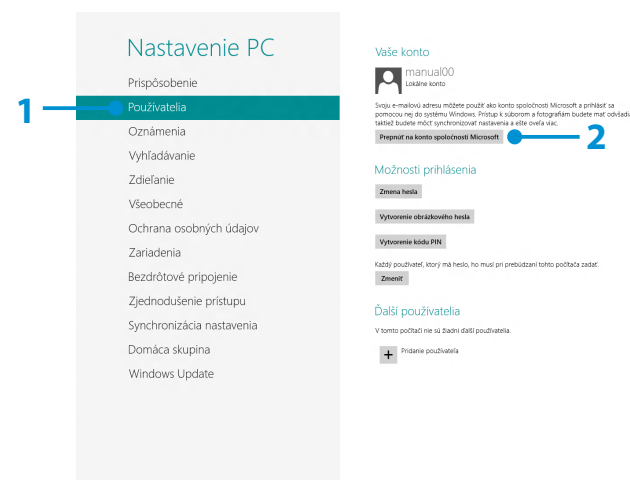 Nastavenie PC
Prispôsobenie
1
Používatelia
Oznámenia
Vyhľadávanie
Zdieľanie
Všeobecné
Ochrana osobných údajov
Zariadenia
Bezdrôtové pripojenie
Zjednodušenie prístupu
Synchronizácia nastavenia
Domáca skupina
Windows Update
Vaše konto
manual00
Lokálne konto
Svoju e-mailovú adresu môžete použiť ako konto spoločnosti Microsoft a prihlásiť sa
pomocou nej do systému Windows. Prístup k súborom a fotografiám budete mať odvšadia
taktiež budete môcť synchronizovať nastavenia a ešte oveľa viac.
Prepnúť na konto spoločnosti Microsoft
2
Možnosti prihlásenia
Zmena hesla
Vytvorenie obrázkového hesla
Vytvorenie kódu PIN
Každý používateľ, ktorý má heslo, ho musí pri prebúdzaní tohto počítača zadať.
Zmeniť
Ďalší používatelia
V tomto počítači nie sú žiadni ďalší používatelia.
+ Pridanie používateľa